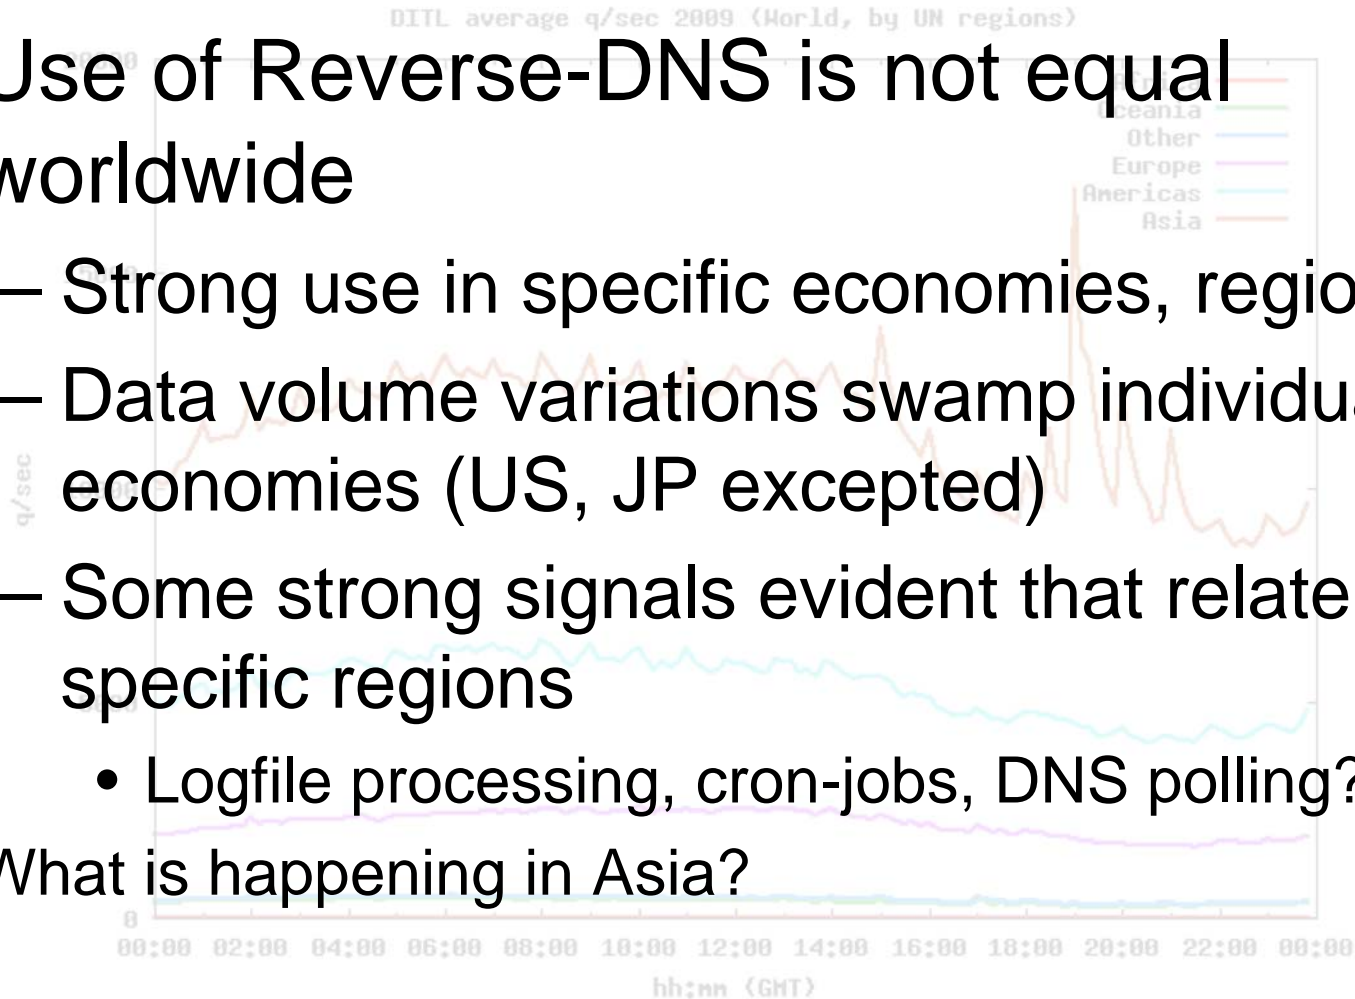 DITL average q/sec 2009 (World, by UN regions)
Use of Reverse-DNS is not equal
worldwide
– Strong use in specific economies, regio
– Data volume variations swamp individua
economies (US, JP excepted)
– Some strong signals evident that relate
specific regions
• Logfile processing, cron-jobs, DNS polling?
What is happening in Asia?
Africa
Oceania
Other
Europe
Americas
Asia
q/sec
0
00:00 02:00 04:00 06:00 08:00 10:00 12:00 14:00 16:00 18:00 20:00 22:00 00:00
hh:mm (GMT)